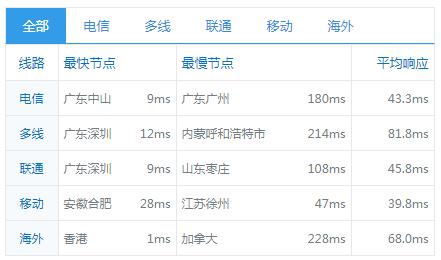 全部 电信 多线 联通 移动 海外
线路 最快节点 最慢节点 平均响应
电信 广东中山 9ms 广东广州 180ms 43.3ms
多线 广东深圳 12ms 内蒙呼和浩特市 214ms 81.8ms
联通 广东深圳 9ms 山东枣庄 108ms 45.8ms
移动 安徽合肥 28ms 江苏徐州 47ms 39.8ms
海外 香港 1ms 加拿大 228ms 68.0ms